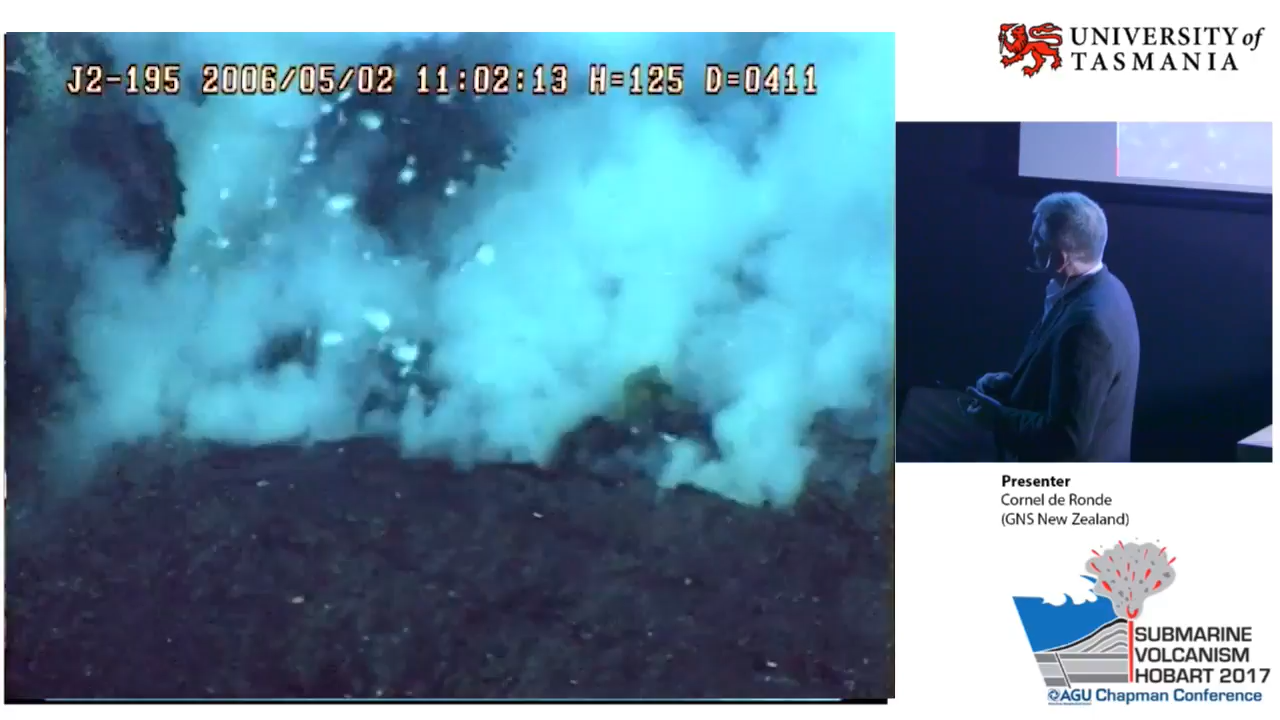 J2-195 2006/05/02 11:02:13 H=125 D=0411
UNIVERSITY of
TASMANIA
Presenter
Cornel de Ronde
(GNS New Zealand)
SUBMARINE
VOLCANISM
HOBART 2017
AGU Chapman Conference